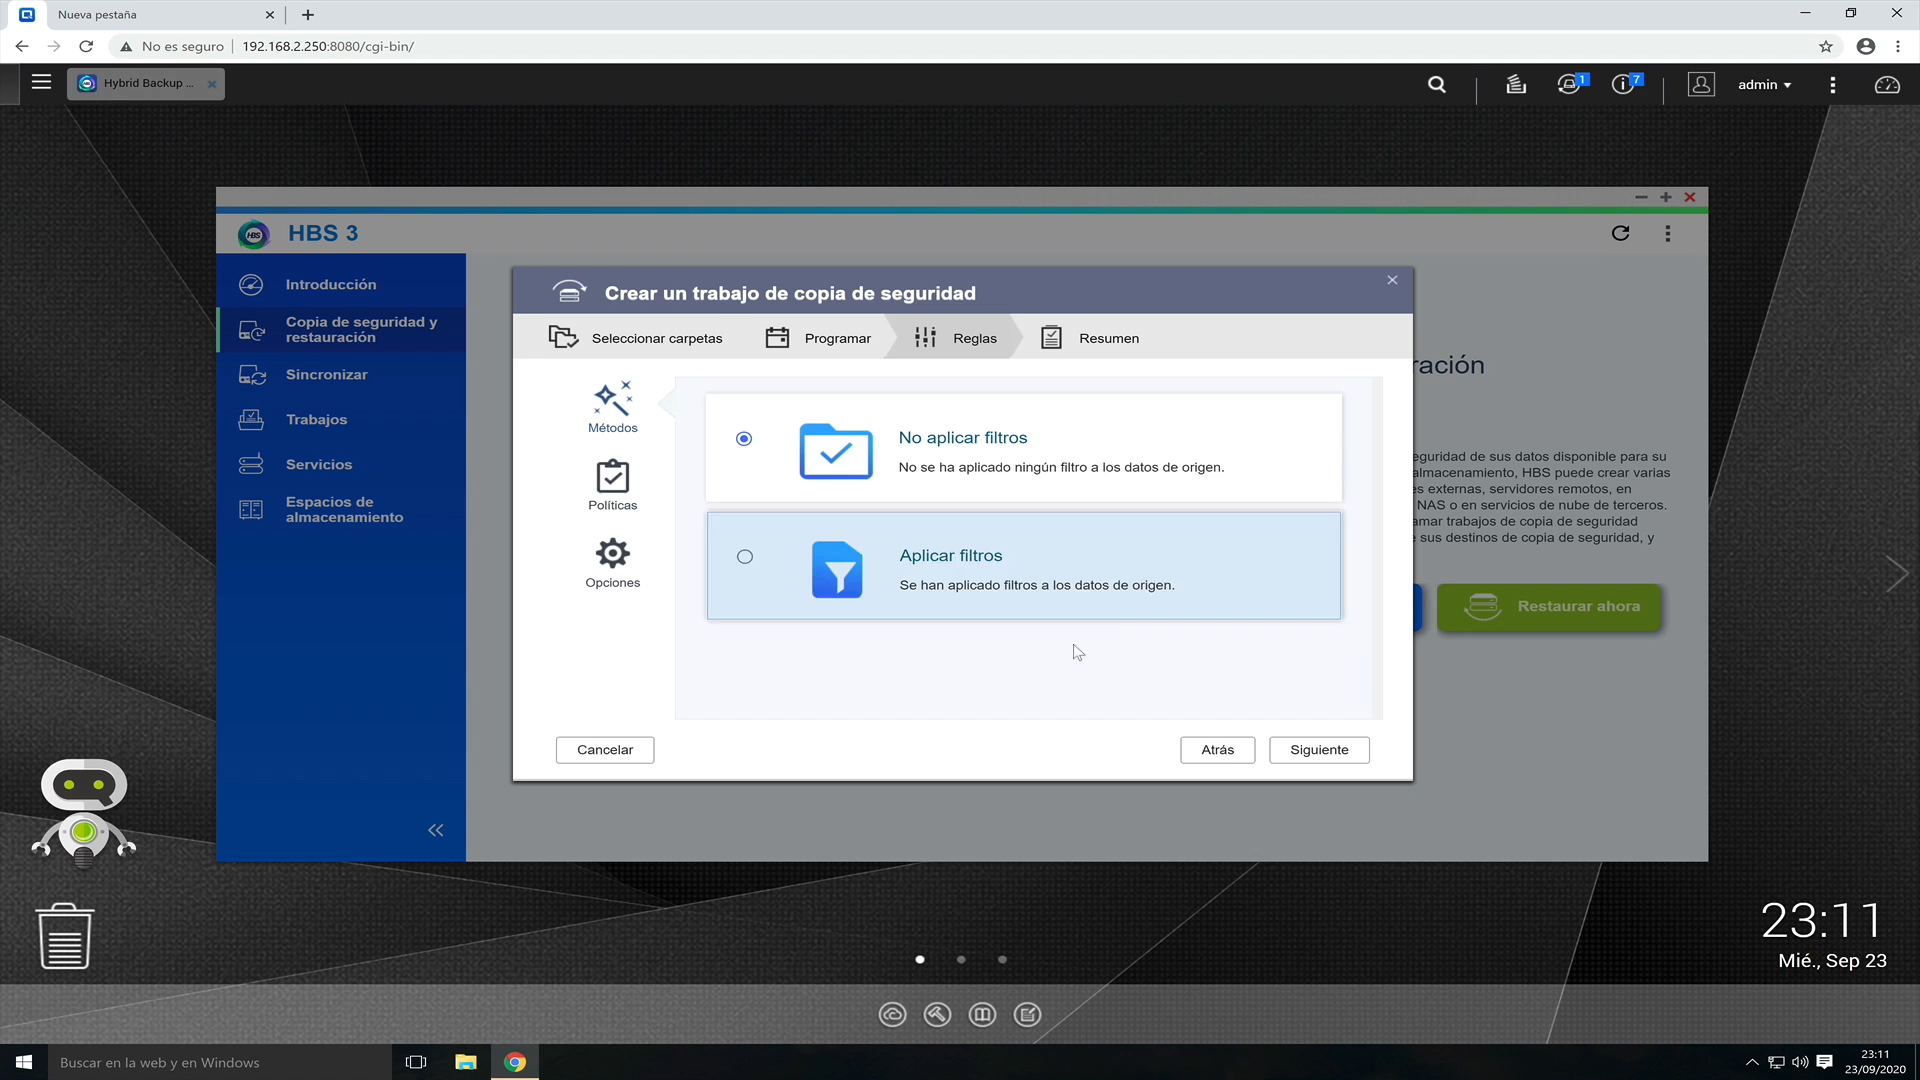 Nueva pestaña
No es seguro
192.168.2.250:8080/cgi-bin/
Hybrid Backup ...
1
7
admin
HBS
HBS 3
Introducción
Copia de seguridad y
restauración
Sincronizar
Trabajos
Servicios
Espacios de
almacenamiento
Crear un trabajo de copia de seguridad
Seleccionar carpetas
Programar
Reglas
Resumen
Métodos
Políticas
Opciones
No aplicar filtros
No se ha aplicado ningún filtro a los datos de origen.
Aplicar filtros
Se han aplicado filtros a los datos de origen.
Cancelar
Atrás
Siguiente
ración
eguridad de sus datos disponible para su
almacenamiento, HBS puede crear varias
es externas, servidores remotos, en
NAS o en servicios de nube de terceros.
amar trabajos de copia de seguridad
e sus destinos de copia de seguridad, y
Restaurar ahora
23:11
Mié., Sep 23
Buscar en la web y en Windows
23:11
23/09/2020